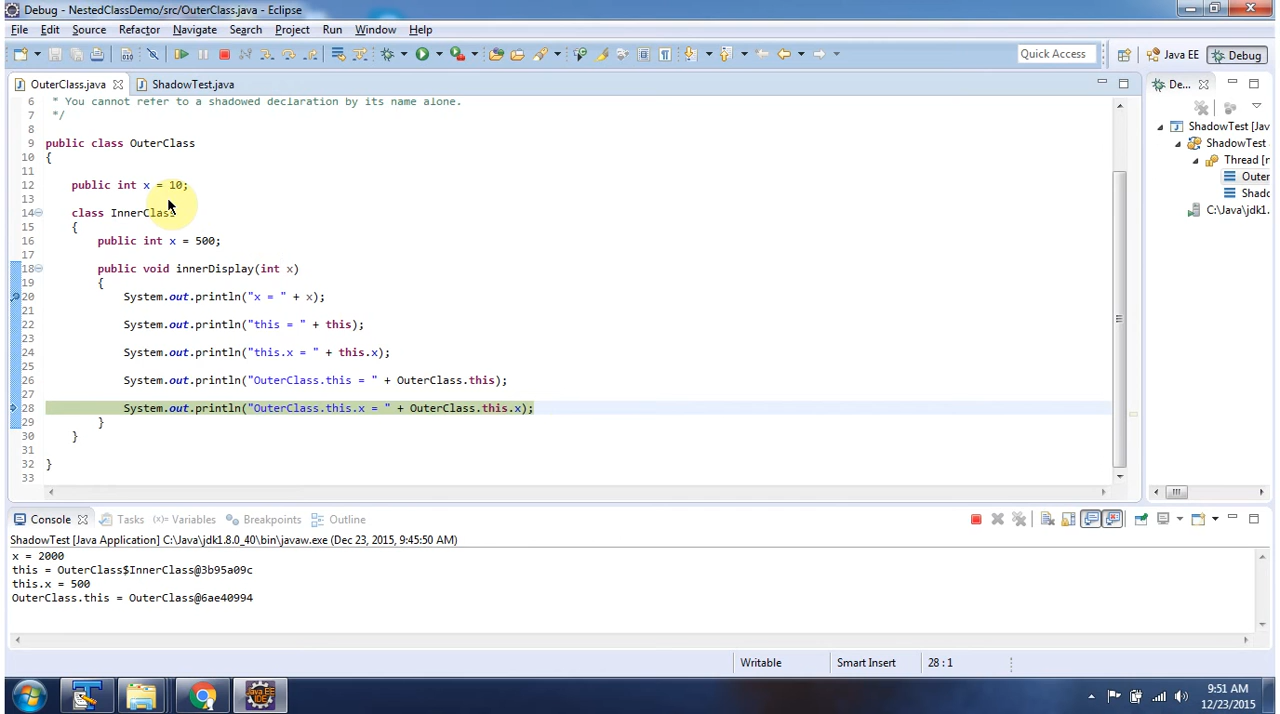 Debug - NestedClassDemo/src/OuterClass.java - Eclipse
File Edit Source Refactor Navigate Search Project Run Window Help
Quick Access Java EE Debug
OuterClass.java ShadowTest.java De...
6 * You cannot refer to a shadowed declaration by its name alone.
7 */
8
9 public class OuterClass
10 {
11
12 public int x = 10;
13
14 class InnerClass
15 {
16 public int x = 500;
17
18 public void innerDisplay(int x)
19 {
20 System.out.println("x = " + x);
21
22 System.out.println("this = " + this);
23
24 System.out.println("this.x = " + this.x);
25
26 System.out.println("OuterClass.this = " + OuterClass.this);
27
28 System.out.println("OuterClass.this.x = " + OuterClass.this.x);
29 }
30 }
31
32 }
33
ShadowTest [Jav
ShadowTest
Thread [m
Outer
Shado
C:\Java\jdk1.
Console Tasks (x)= Variables Breakpoints Outline
ShadowTest [Java Application] C:\Java\jdk1.8.0_40\bin\javaw.exe (Dec 23, 2015, 9:45:50 AM)
x = 2000
this = OuterClass$InnerClass@3b95a09c
this.x = 500
OuterClass.this = OuterClass@6ae40994
Writable Smart Insert 28 : 1
JAVA EE
IDE
9:51 AM
12/23/2015